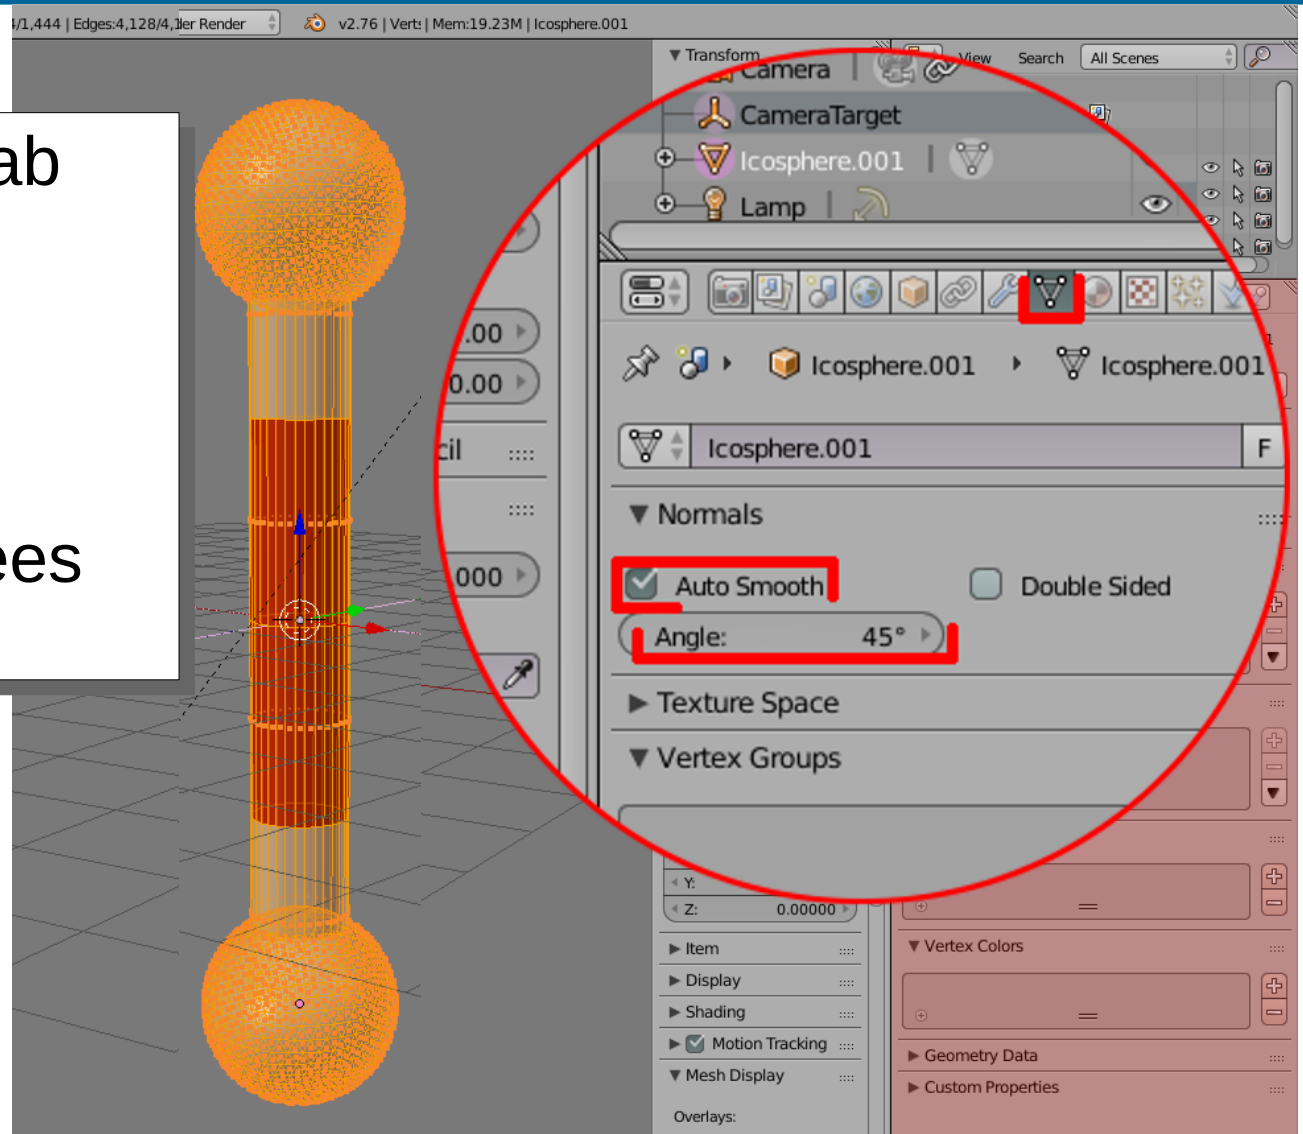 /1,444 | Edges:4,128/4,1
der Render
v2.76 | Verts | Mem:19.23M | Icosphere.001
ab
ees
Transform
View
Search
All Scenes
Camera
CameraTarget
Icosphere.001
Lamp
.00
0.00
cil
000
Icosphere.001
Icosphere.001
Icosphere.001
F
Normals
Auto Smooth
Double Sided
Angle: 45°
Texture Space
Vertex Groups
Y:
Z: 0.00000
Item
Display
Shading
Motion Tracking
Mesh Display
Overlays:
Vertex Colors
Geometry Data
Custom Properties